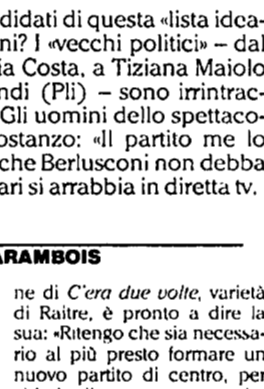 didati di questa «lista idea-
ni? I «vecchi politici» – dal
ia Costa, a Tiziana Maiolo
ndi (Pli) – sono irrintrac-
Gli uomini dello spettaco-
ostanzo: «Il partito me lo
che Berlusconi non debba
ari si arrabbia in diretta tv.
ARAMBOIS
ne di C'era due volte, varietà
di Raitre, è pronto a dire la
sua: «Ritengo che sia necessa-
rio al più presto formare un
nuovo partito di centro, per